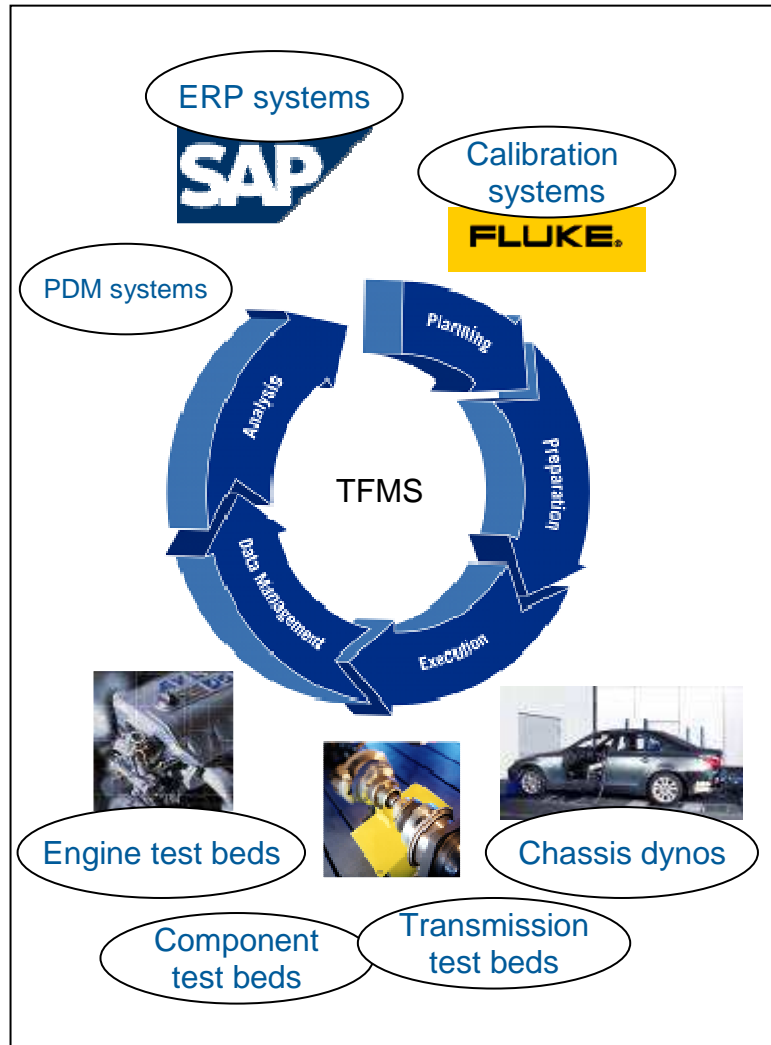 ERP systems
SAP
Calibration
systems
FLUKE®
PDM systems
Planning
Preparation
Analysis
TFMS
Data Management
Execution
Engine test beds
Chassis dynos
Component
test beds
Transmission
test beds